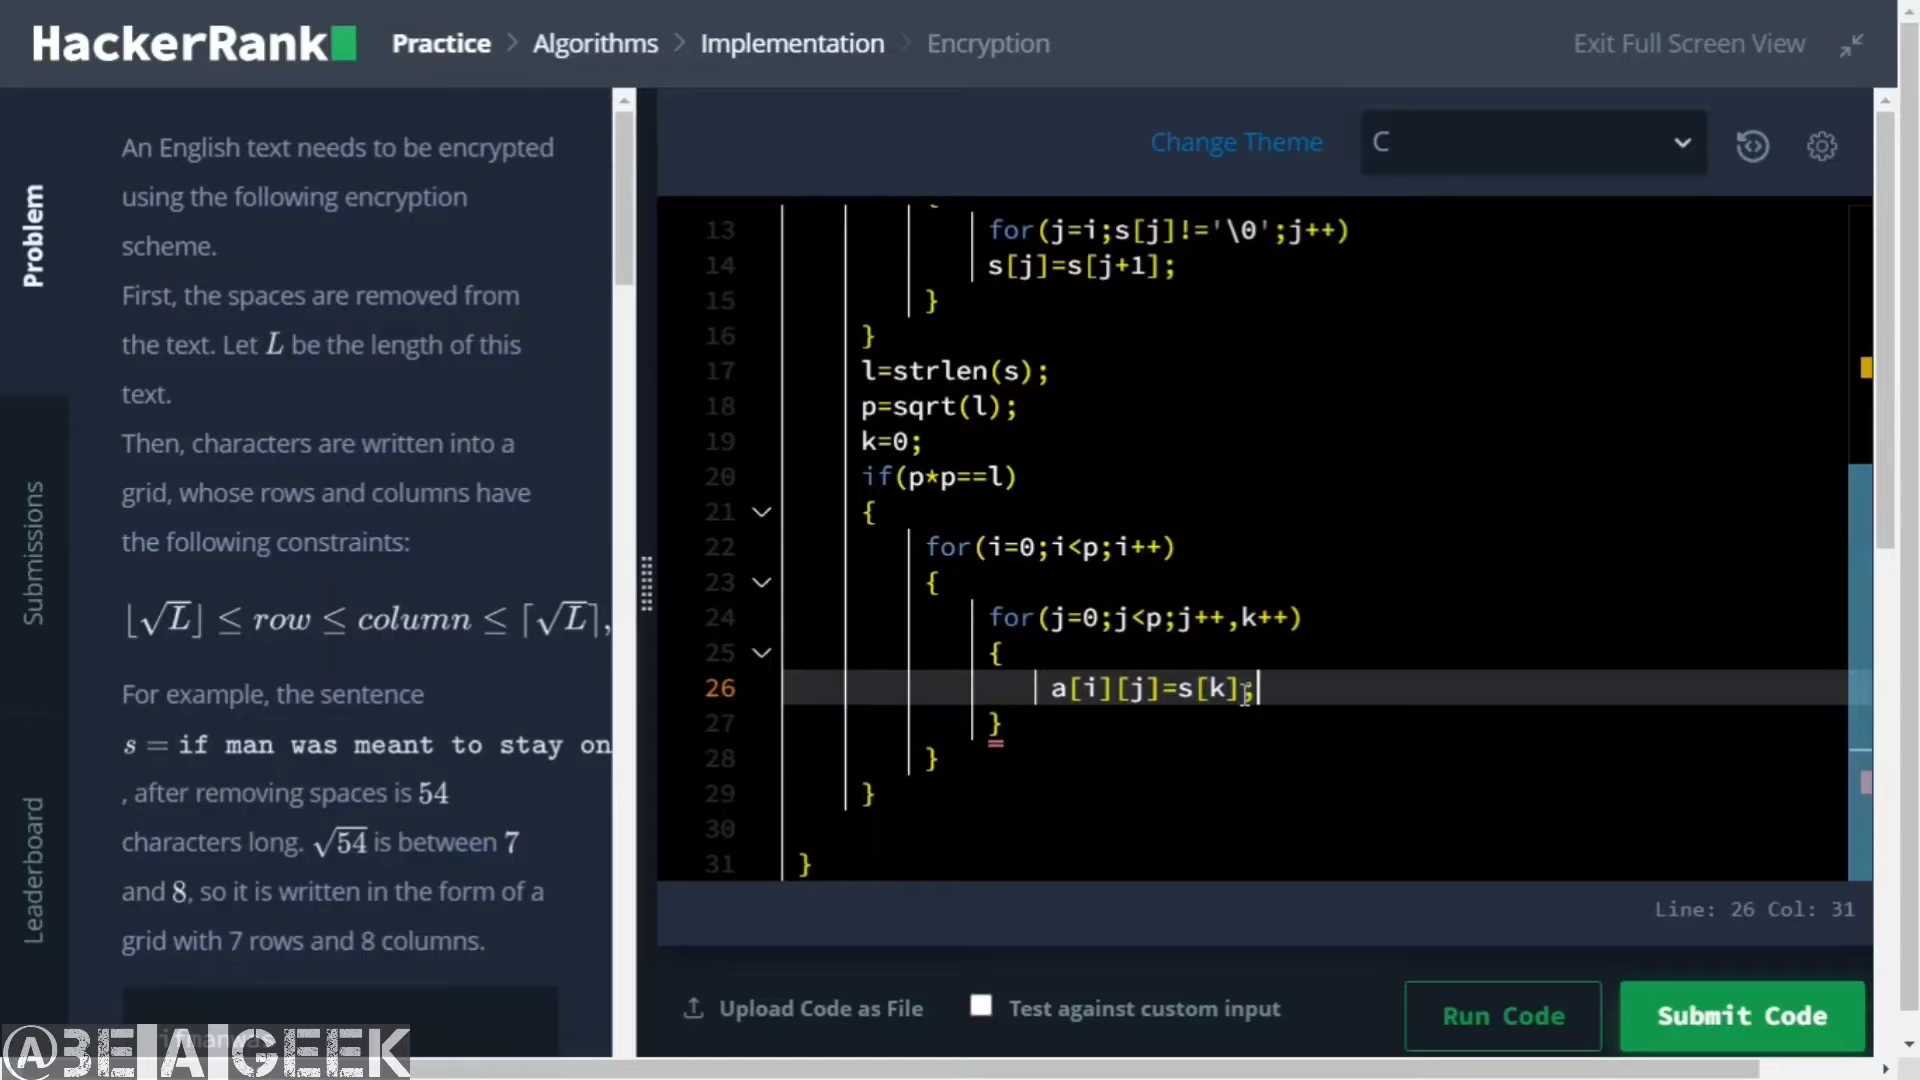 HackerRank
Practice > Algorithms > Implementation > Encryption
Exit Full Screen View
Problem
Submissions
Leaderboard
An English text needs to be encrypted
using the following encryption
scheme.
First, the spaces are removed from
the text. Let L be the length of this
text.
Then, characters are written into a
grid, whose rows and columns have
the following constraints:
⌊√L⌋ ≤ row ≤ column ≤ ⌈√L⌉,
For example, the sentence
s = if man was meant to stay on
, after removing spaces is 54
characters long. √54 is between 7
and 8, so it is written in the form of a
grid with 7 rows and 8 columns.
Change Theme
C
{
13 for(j=i;s[j]!='\0';j++)
14 s[j]=s[j+1];
15 }
16 }
17 l=strlen(s);
18 p=sqrt(l);
19 k=0;
20 if(p*p==l)
21 {
22 for(i=0;i<p;i++)
23 {
24 for(j=0;j<p;j++,k++)
25 {
26 a[i][j]=s[k];
27 }
28 }
29 }
30
31 }
Line: 26 Col: 31
Upload Code as File
Test against custom input
Run Code
Submit Code
@BE A GEEK